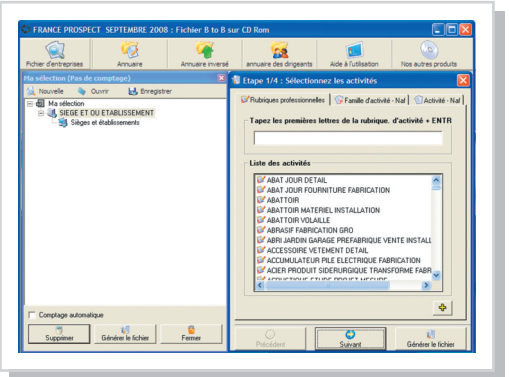 FRANCE PROSPECT SEPTEMBRE 2008 : Fichier B to B sur CD Rom
Fichier d'entreprises
Annuaire
Annuaire inversé
annuaire des dirigeants
Aide à l'utilisation
Nos autres produits
Ma sélection (Pas de comptage)
Nouvelle
Ouvrir
Enregistrer
Ma sélection
SIEGE ET OU ETABLISSEMENT
Sièges et établissements
Comptage automatique
Supprimer
Générer le fichier
Fermer
Etape 1/4 : Sélectionnez les activités
Rubriques professionnelles
Famille d'activité - Naf
Activité - Naf
Tapez les premières lettres de la rubrique. d'activité + ENTR
Liste des activités
ABAT JOUR DETAIL
ABAT JOUR FOURNITURE FABRICATION
ABATTOIR
ABATTOIR MATERIEL INSTALLATION
ABATTOIR VOLAILLE
ABRASIF FABRICATION GRO
ABRI JARDIN GARAGE PREFABRIQUE VENTE INSTALL
ACCESSOIRE VETEMENT DETAIL
ACCUMULATEUR PILE ELECTRIQUE FABRICATION
ACIER PRODUIT SIDERURGIQUE TRANSFORME FABR
ACOUSTIQUE ETUDE PROJET MESURE
Précédent
Suivant
Générer le fichier